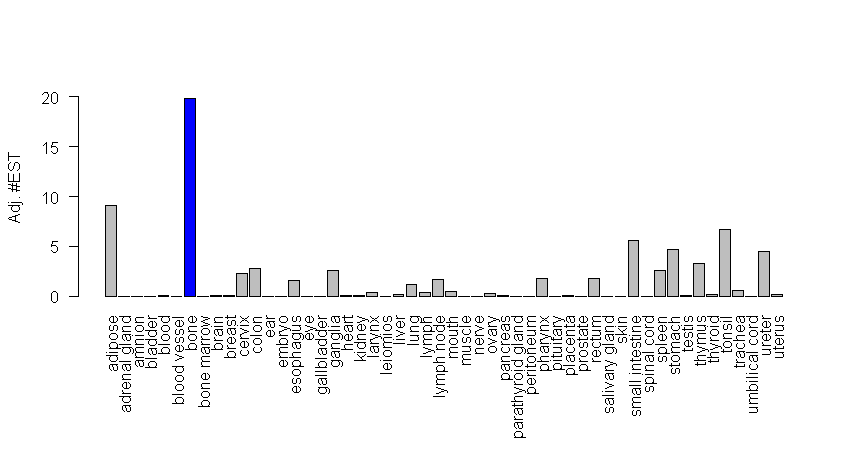 Adj. #EST
20
15
10
5
0
adipose
adrenal gland
amnion
bladder
blood
blood vessel
bone
bone marrow
brain
breast
cervix
colon
ear
embryo
esophagus
eye
gallbladder
ganglia
heart
kidney
larynx
leiomios
liver
lung
lymph
lymph node
mouth
muscle
nerve
ovary
pancreas
parathyroid gland
peritoneum
pharynx
pituitary
placenta
prostate
rectum
salivary gland
skin
small intestine
spinal cord
spleen
stomach
testis
thymus
thyroid
tonsil
trachea
umbilical cord
ureter
uterus